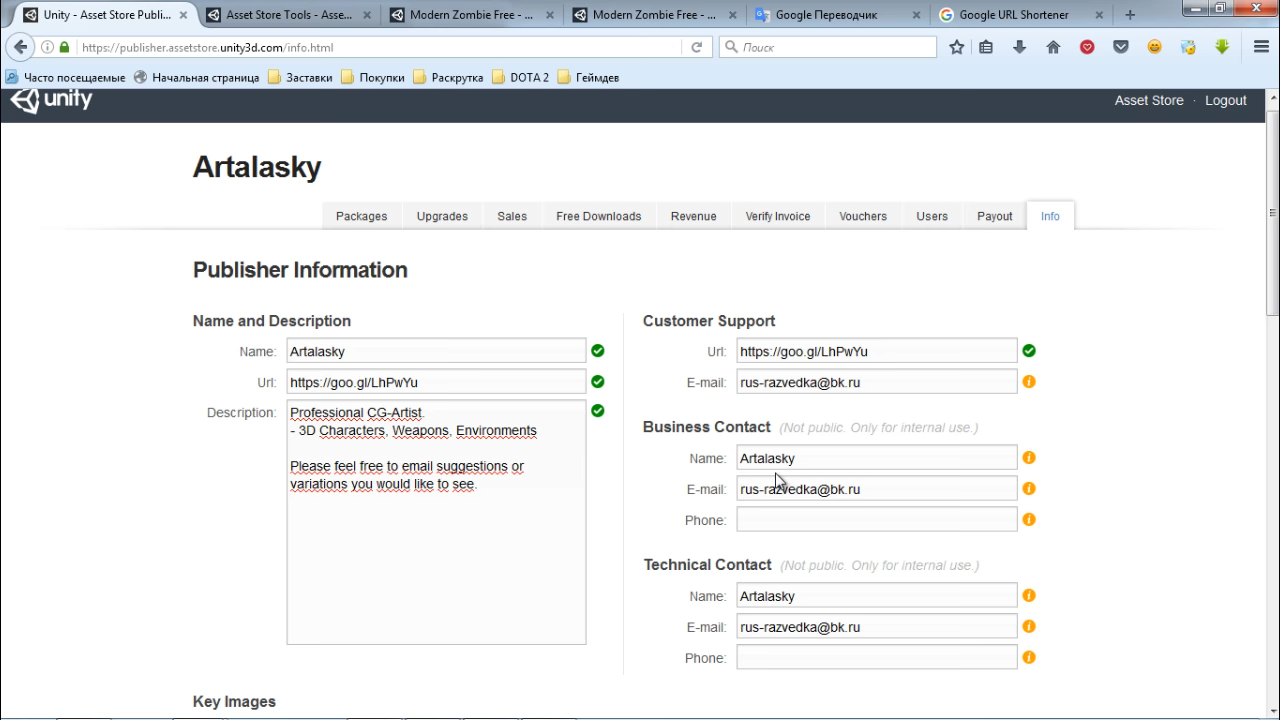 Unity - Asset Store Publi...
Asset Store Tools - Asse...
Modern Zombie Free - ...
Modern Zombie Free - ...
Google Переводчик
Google URL Shortener
https://publisher.assetstore.unity3d.com/info.html
Поиск
Часто посещаемые
Начальная страница
Заставки
Покупки
Раскрутка
DOTA 2
Геймдев
unity
Asset Store · Logout
Artalasky
Packages
Upgrades
Sales
Free Downloads
Revenue
Verify Invoice
Vouchers
Users
Payout
Info
Publisher Information
Name and Description
Name: Artalasky
Url: https://goo.gl/LhPwYu
Description: Professional CG-Artist.
- 3D Characters, Weapons, Environments
Please feel free to email suggestions or
variations you would like to see.
Customer Support
Url: https://goo.gl/LhPwYu
E-mail: rus-razvedka@bk.ru
Business Contact (Not public. Only for internal use.)
Name: Artalasky
E-mail: rus-razvedka@bk.ru
Phone:
Technical Contact (Not public. Only for internal use.)
Name: Artalasky
E-mail: rus-razvedka@bk.ru
Phone:
Key Images